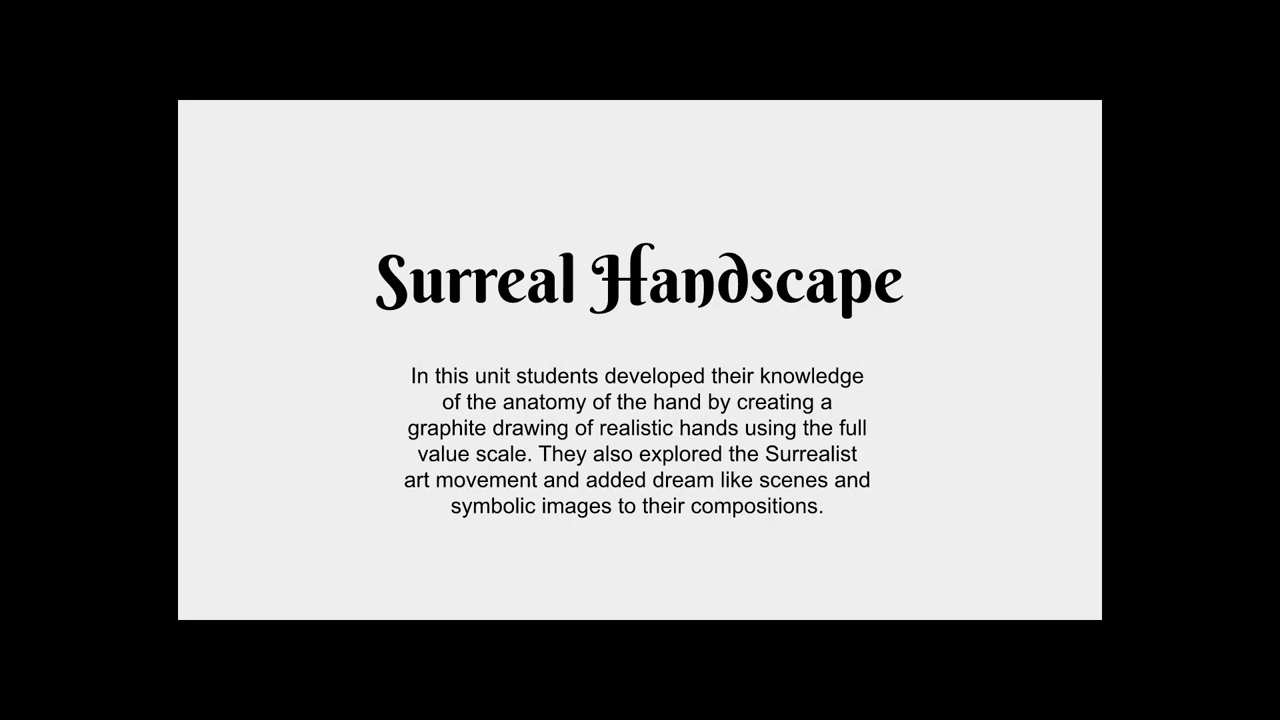 Surreal Handscape
In this unit students developed their knowledge
of the anatomy of the hand by creating a
graphite drawing of realistic hands using the full
value scale. They also explored the Surrealist
art movement and added dream like scenes and
symbolic images to their compositions.